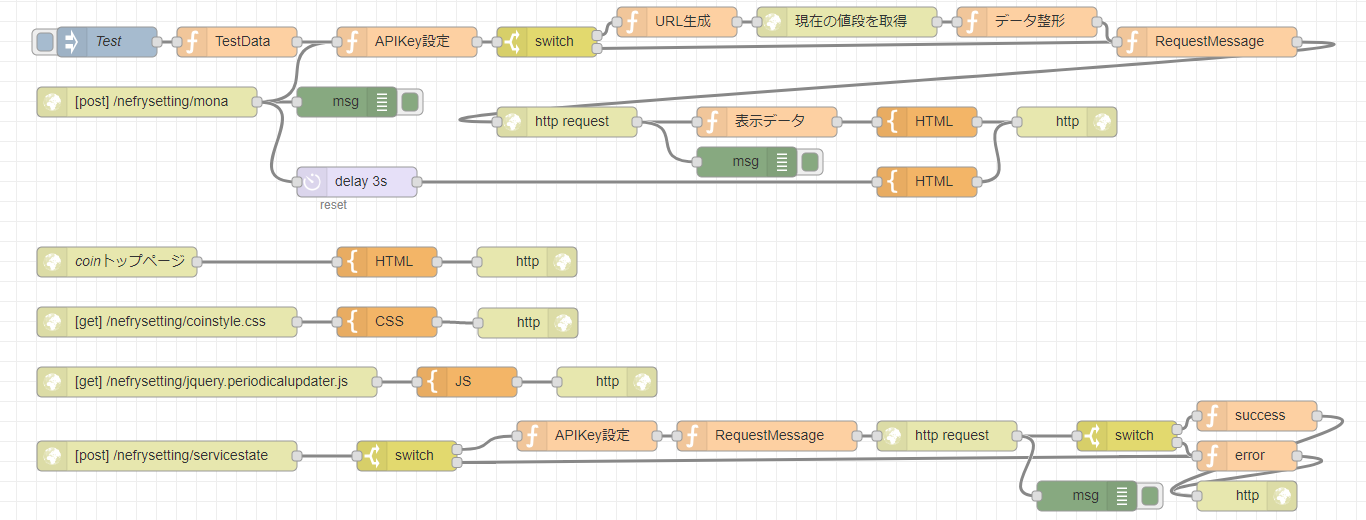 URL生成
現在の値段を取得
データ整形
Test
TestData
APIKey設定
switch
RequestMessage
[post] /nefrysetting/mona
msg
http request
表示データ
HTML
http
msg
delay 3s
HTML
reset
coinトップページ
HTML
http
[get] /nefrysetting/coinstyle.css
CSS
http
[get] /nefrysetting/jquery.periodicalupdater.js
JS
http
success
APIKey設定
RequestMessage
http request
switch
[post] /nefrysetting/servicestate
switch
error
msg
http